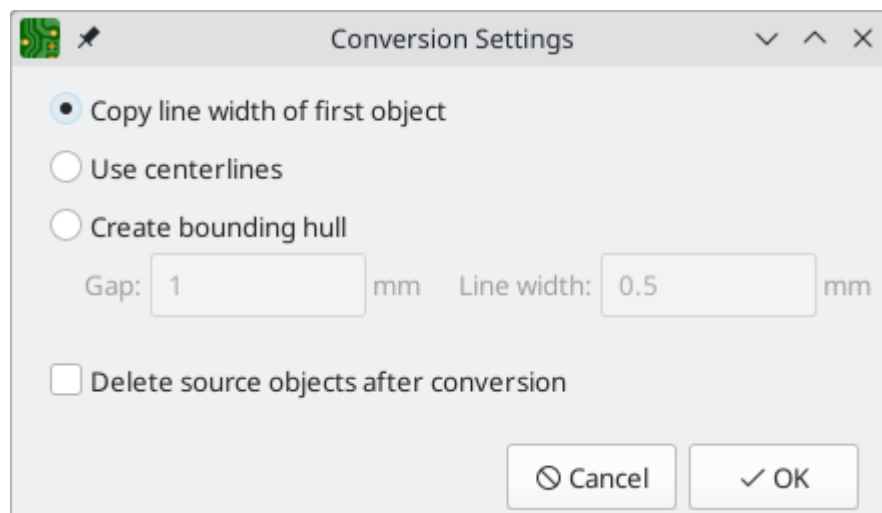 Conversion Settings
Copy line width of first object
Use centerlines
Create bounding hull
Gap: 1 mm Line width: 0.5 mm
Delete source objects after conversion
Cancel OK